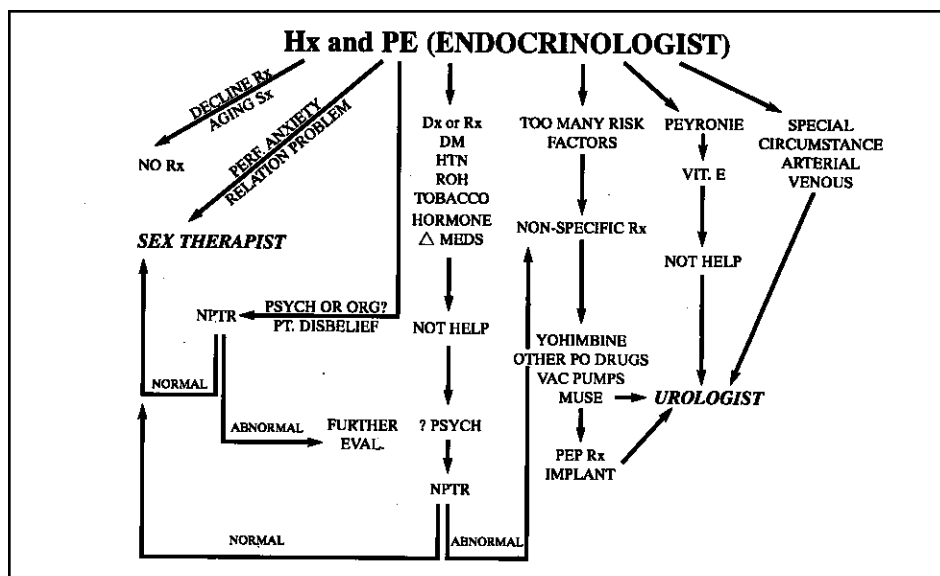 Hx and PE (ENDOCRINOLOGIST)
DECLINE Rx
AGING Sx
NO Rx
PERF. ANXIETY
RELATION PROBLEM
SEX THERAPIST
PSYCH OR ORG?
PT. DISBELIEF
NPTR
NORMAL
ABNORMAL
FURTHER
EVAL.
Dx or Rx
DM
HTN
ROH
TOBACCO
HORMONE
△ MEDS
NOT HELP
? PSYCH
NPTR
NORMAL
ABNORMAL
TOO MANY RISK
FACTORS
NON-SPECIFIC Rx
YOHIMBINE
OTHER PO DRUGS
VAC PUMPS
MUSE
PEP Rx
IMPLANT
PEYRONIE
VIT. E
NOT HELP
SPECIAL
CIRCUMSTANCE
ARTERIAL
VENOUS
UROLOGIST